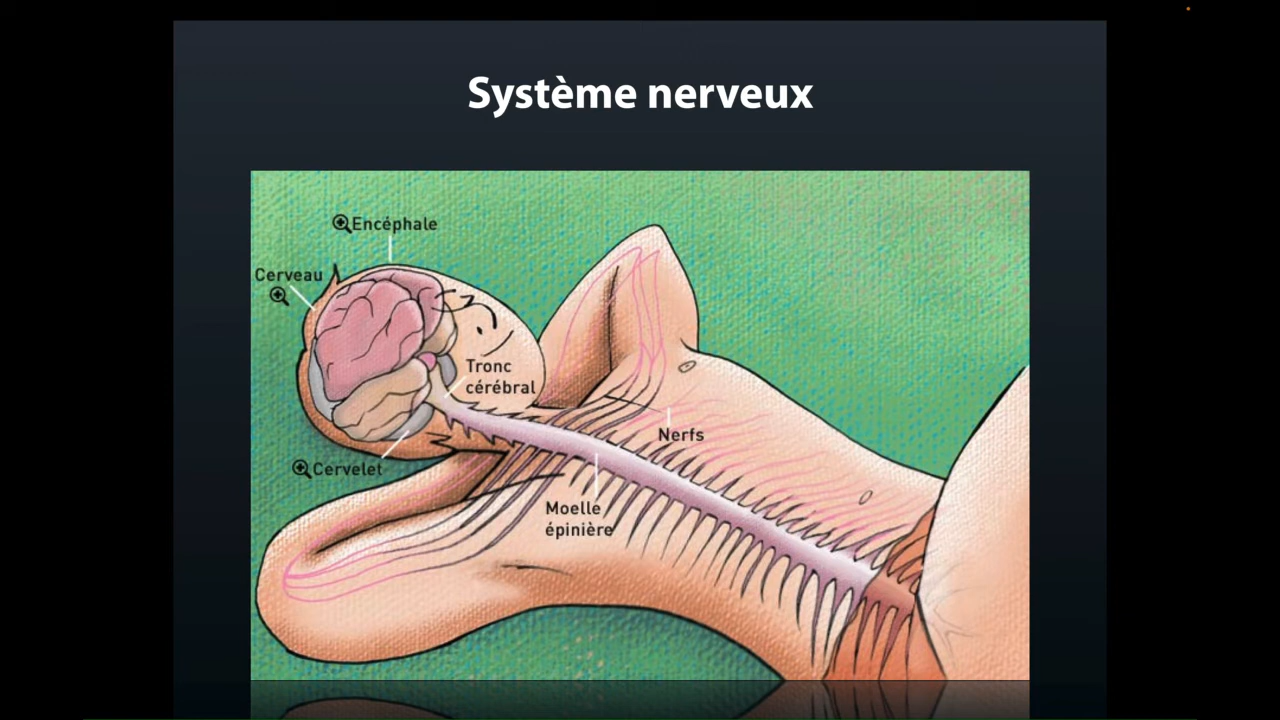 Système nerveux
Encéphale
Cerveau
Tronc
cérébral
Nerfs
Cervelet
Moelle
épinière